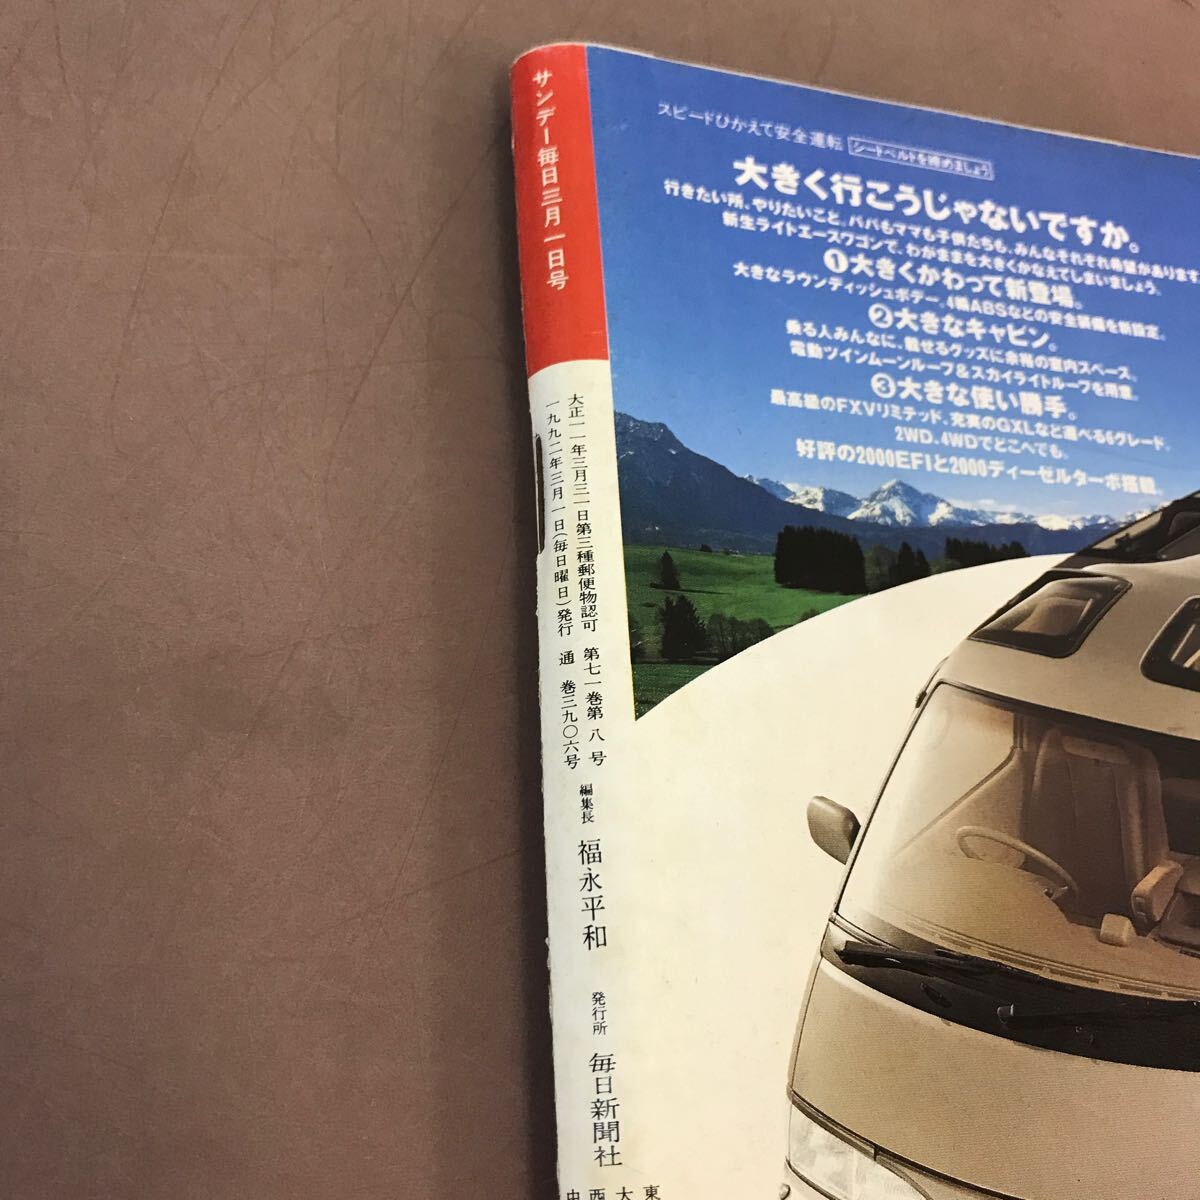 サンデー毎日三月一日号
大正一一年三月三一日第三種郵便物認可 第七一巻第八号
一九九二年三月一日(毎日曜日)発行 通巻三九〇六号
編集長 福永平和
発行所 毎日新聞社
東
大
西
中
スピードひかえて安全運転 シートベルトを締めましょう
大きく行こうじゃないですか。
行きたい所、やりたいこと。パパもママも子供たちも、みんなそれぞれ希望があります
新生ライトエースワゴンで、わがままを大きくかなえてしまいましょう。
❶大きくかわって新登場。
大きなラウンディッシュボデー、4輪ABSなどの安全装備を新設定。
❷大きなキャビン。
乗る人みんなに、載せるグッズに余裕の室内スペース。
電動ツインムーンルーフ&スカイライトルーフを用意。
❸大きな使い勝手。
最高級のFXVリミテッド、充実のGXLなど選べる6グレード。
2WD、4WDでどこへでも。
好評の2000EFIと2000ディーゼルターボ搭載。